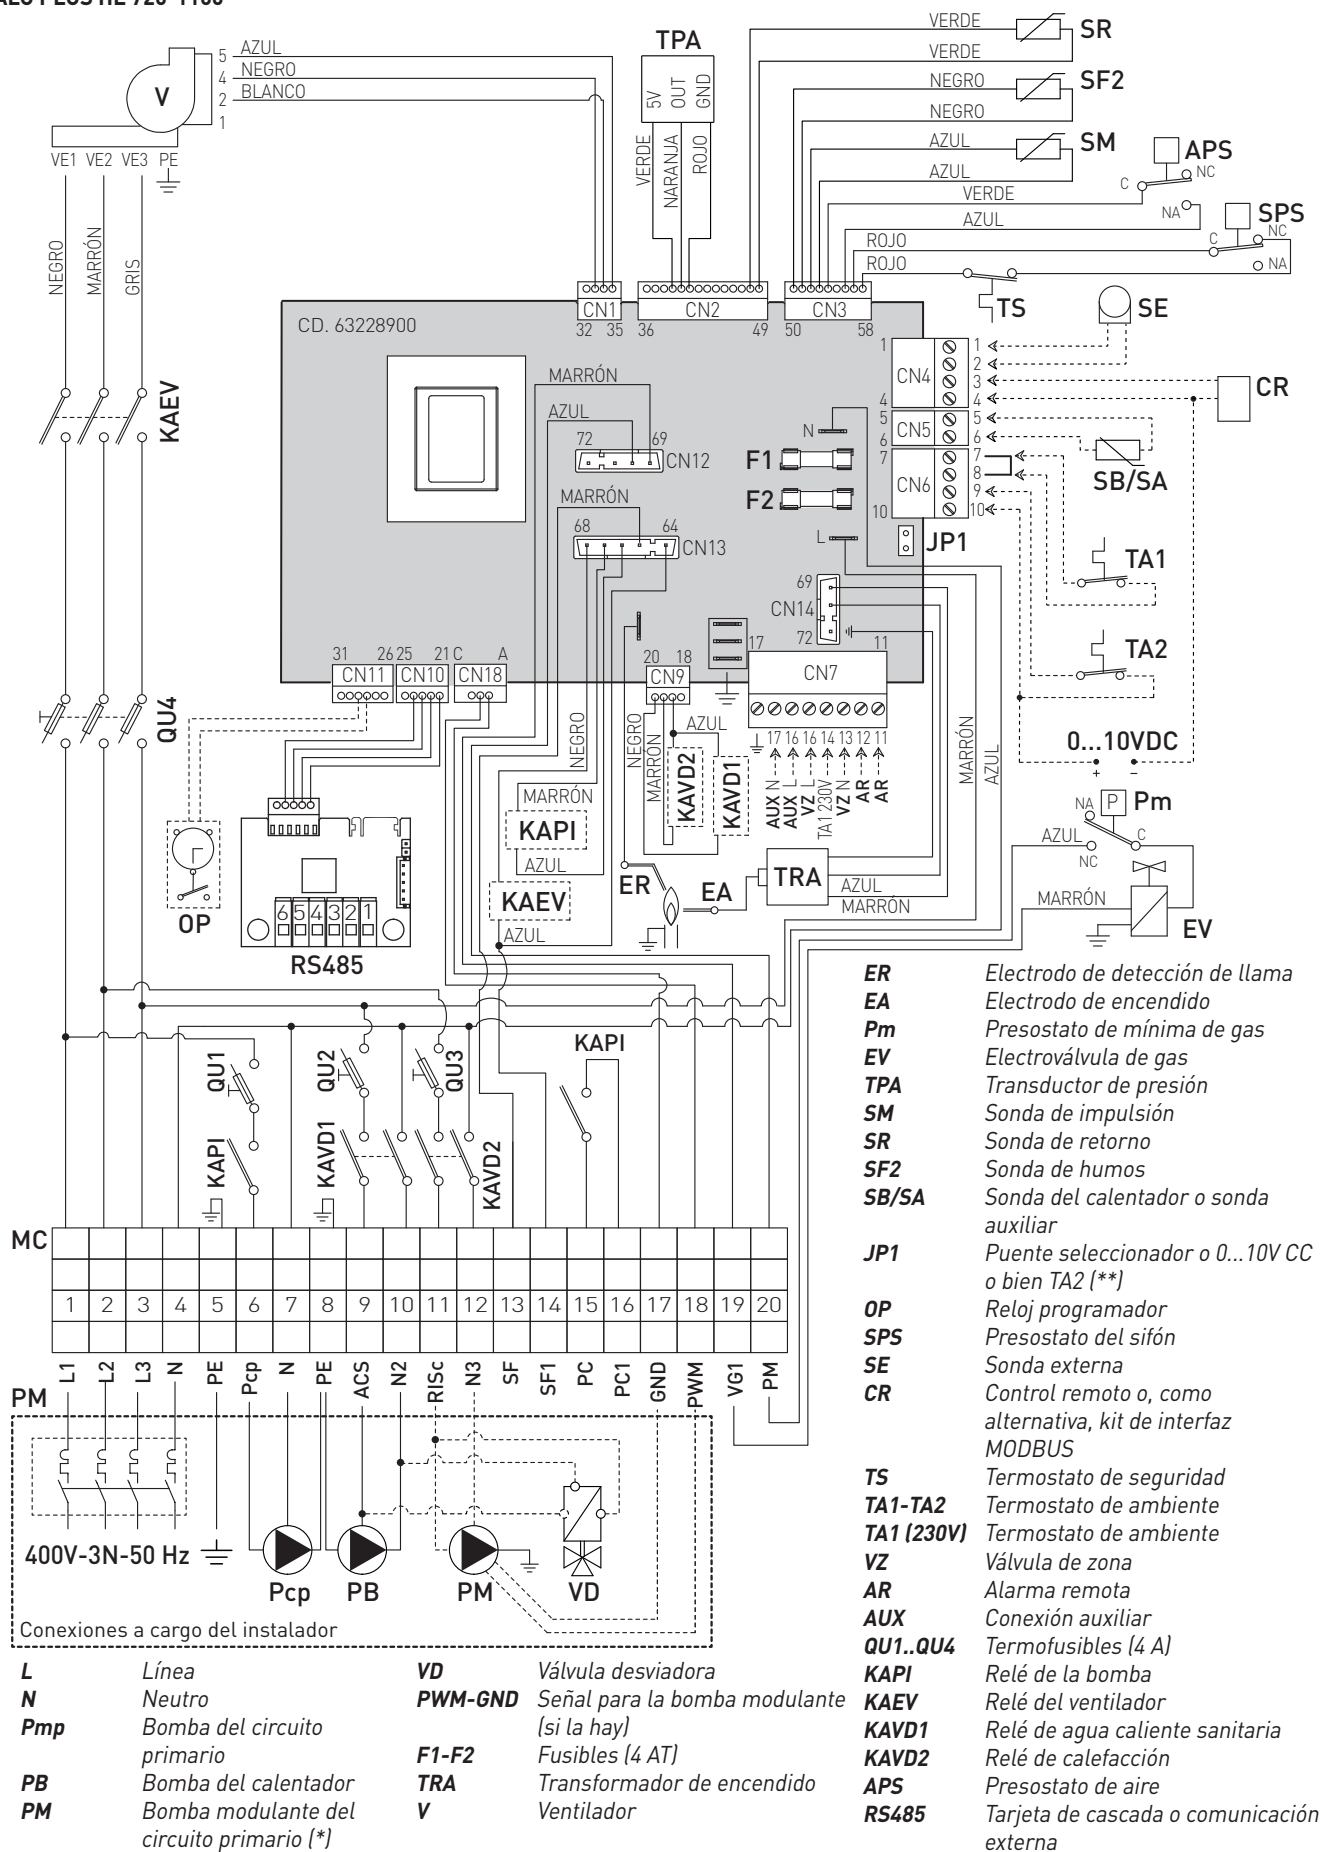 TPA
5V
OUT
GND
VERDE
NARANJA
ROJO
V
5 AZUL
4 NEGRO
2 BLANCO
1
VE1 VE2 VE3 PE
NEGRO
MARRÓN
GRIS
VERDE
SR
VERDE
NEGRO
SF2
NEGRO
AZUL
SM
AZUL
VERDE
AZUL
APS
C
NC
NA
ROJO
ROJO
SPS
C
NC
NA
TS
SE
CR
CD. 63228900
CN1
32 35
CN2
36 49
CN3
50 58
KAEV
MARRÓN
AZUL
72 69
CN12
MARRÓN
68 64
CN13
N
F1
F2
L
JP1
CN4
1 1
2
3
4 4
CN5
5 5
6 6
CN6
7 7
8
9
10 10
SB/SA
TA1
TA2
0...10VDC
+ -
69
CN14
72
17 11
CN7
17 16 16 14 13 12 11
AUX N
AUX L
VZ L
TA1 230V
VZ N
AR
AR
31 26
CN11
25 21
CN10
C A
CN18
20 18
CN9
QU4
NEGRO
NEGRO
MARRÓN
AZUL
KAVD2
KAVD1
MARRÓN
KAPI
AZUL
KAEV
AZUL
ER
EA
TRA
AZUL
MARRÓN
MARRÓN
AZUL
NA
P
Pm
AZUL
C
NC
MARRÓN
EV
OP
6 5 4 3 2 1
RS485
QU1
KAPI
QU2
KAVD1
QU3
KAVD2
KAPI
MC
1 2 3 4 5 6 7 8 9 10 11 12 13 14 15 16 17 18 19 20
L1 L2 L3 N PE Pcp N PE ACS N2 RISc N3 SF SF1 PC PC1 GND PWM VG1 PM
PM
400V-3N-50 Hz
Pcp
PB
PM
VD
Conexiones a cargo del instalador
L Línea
N Neutro
Pmp Bomba del circuito
primario
PB Bomba del calentador
PM Bomba modulante del
circuito primario (*)
VD Válvula desviadora
PWM-GND Señal para la bomba modulante
(si la hay)
F1-F2 Fusibles (4 AT)
TRA Transformador de encendido
V Ventilador
ER Electrodo de detección de llama
EA Electrodo de encendido
Pm Presostato de mínima de gas
EV Electroválvula de gas
TPA Transductor de presión
SM Sonda de impulsión
SR Sonda de retorno
SF2 Sonda de humos
SB/SA Sonda del calentador o sonda
auxiliar
JP1 Puente seleccionador o 0...10V CC
o bien TA2 (**)
OP Reloj programador
SPS Presostato del sifón
SE Sonda externa
CR Control remoto o, como
alternativa, kit de interfaz
MODBUS
TS Termostato de seguridad
TA1-TA2 Termostato de ambiente
TA1 (230V) Termostato de ambiente
VZ Válvula de zona
AR Alarma remota
AUX Conexión auxiliar
QU1..QU4 Termofusibles (4 A)
KAPI Relé de la bomba
KAEV Relé del ventilador
KAVD1 Relé de agua caliente sanitaria
KAVD2 Relé de calefacción
APS Presostato de aire
RS485 Tarjeta de cascada o comunicación
externa